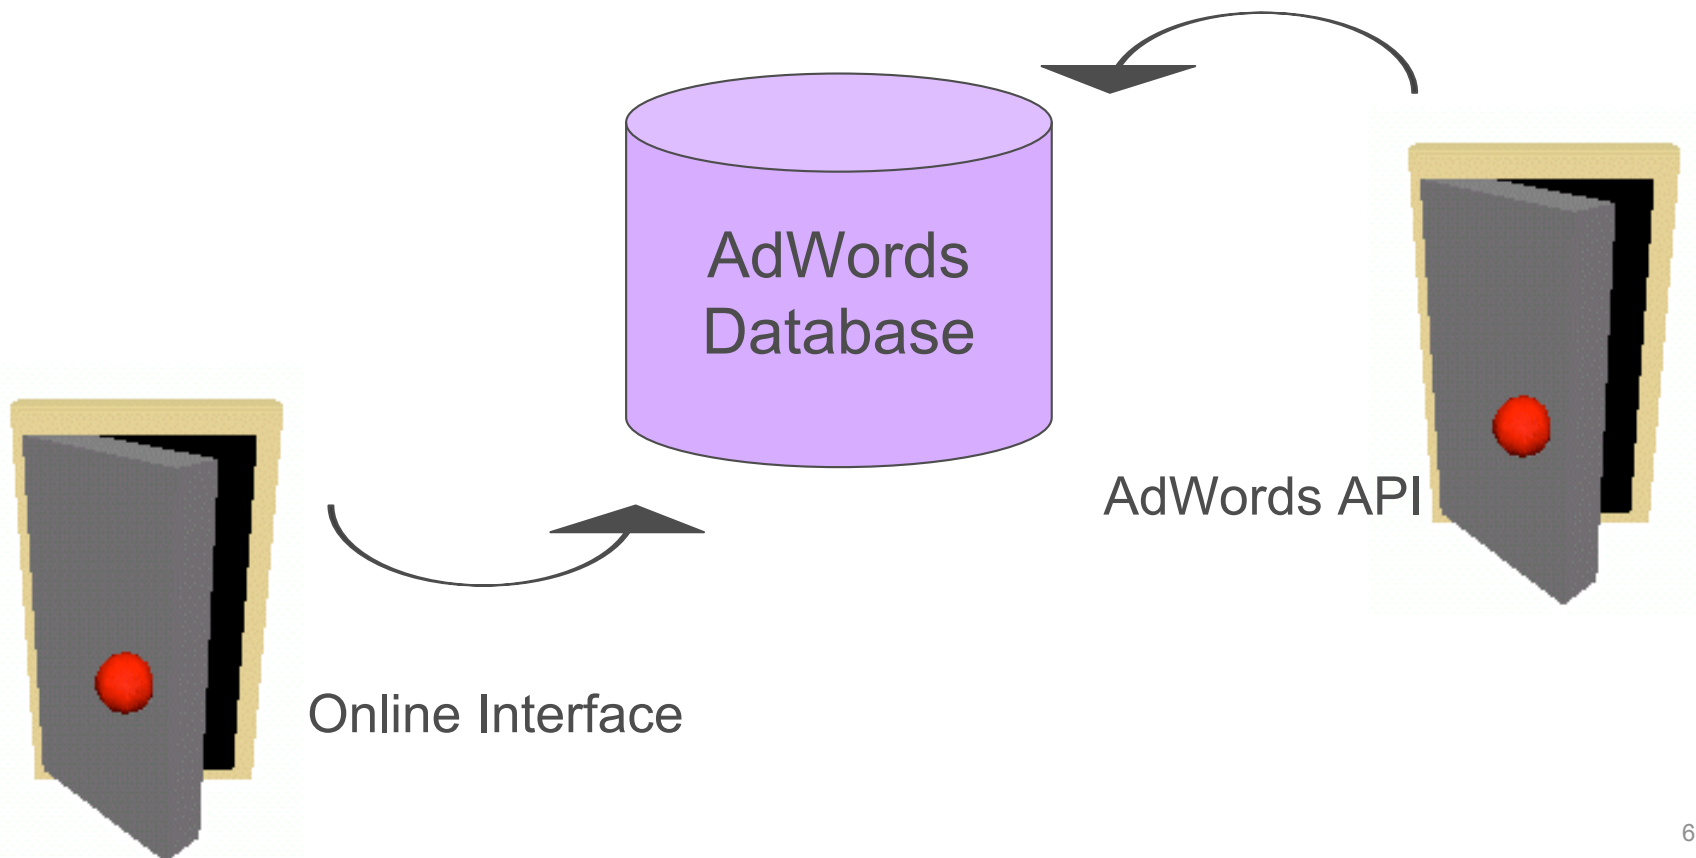 AdWords
Database
AdWords API
Online Interface
6